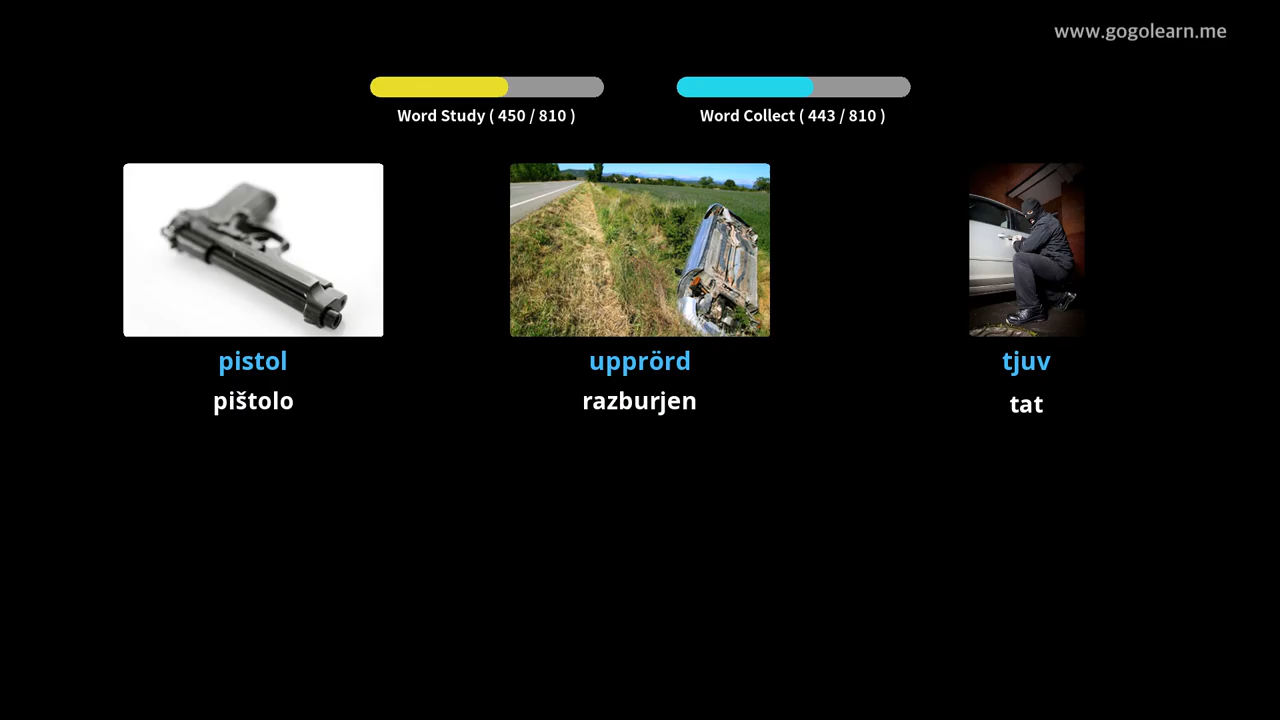 www.gogolearn.me
Word Study ( 450 / 810 )
Word Collect ( 443 / 810 )
pistol
pištolo
upprörd
razburjen
tjuv
tat